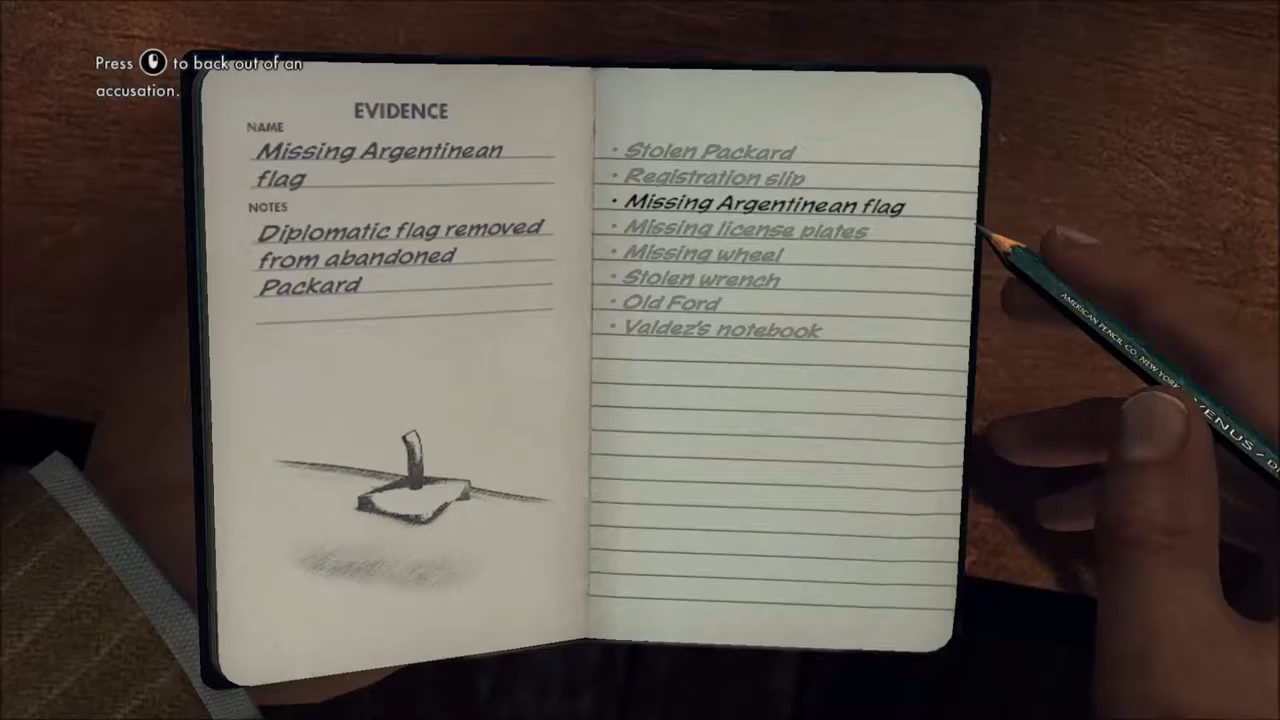 Press to back out of an
accusation.
EVIDENCE
NAME
Missing Argentinean
flag
NOTES
Diplomatic flag removed
from abandoned
Packard
• Stolen Packard
• Registration slip
• Missing Argentinean flag
• Missing license plates
• Missing wheel
• Stolen wrench
• Old Ford
• Valdez's notebook
AMERICAN PENCIL CO. NEW YORK
VENUS